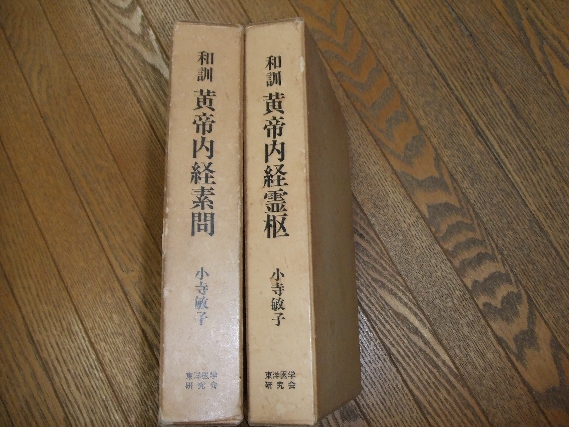 和訓
黄帝内経素問
小寺敏子
東洋医学
研究会
和訓
黄帝内経霊枢
小寺敏子
東洋医学
研究会